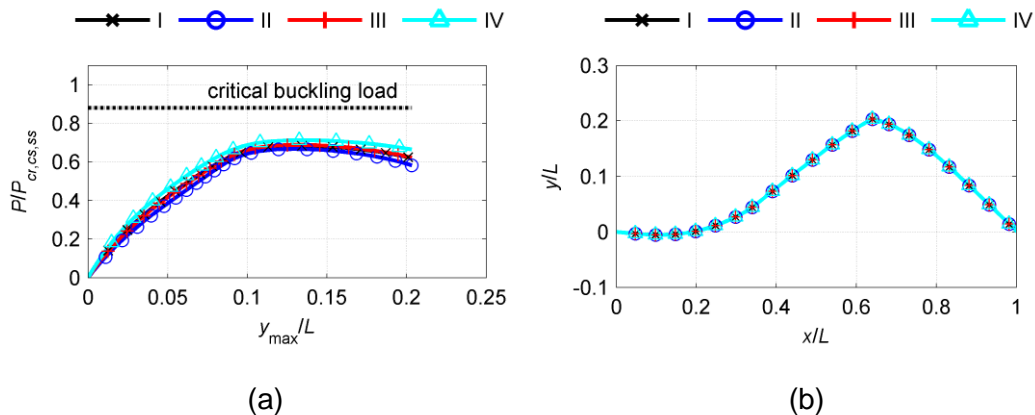 I II III IV
I II III IV
1
0.8
0.6
0.4
0.2
0
critical buckling load
P/Pcr,cs,ss
0 0.05 0.1 0.15 0.2 0.25
ymax/L
(a)
0.3
0.2
0.1
0
-0.1
y/L
0 0.2 0.4 0.6 0.8 1
x/L
(b)